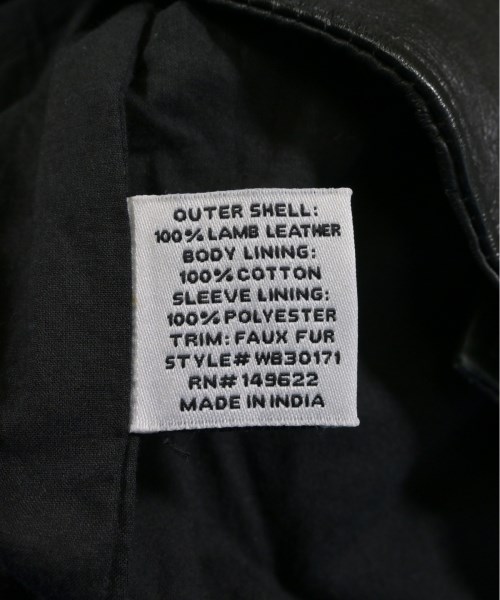 OUTER SHELL:
100% LAMB LEATHER
BODY LINING:
100% COTTON
SLEEVE LINING:
100% POLYESTER
TRIM: FAUX FUR
STYLE# WB30171
RN# 149622
MADE IN INDIA